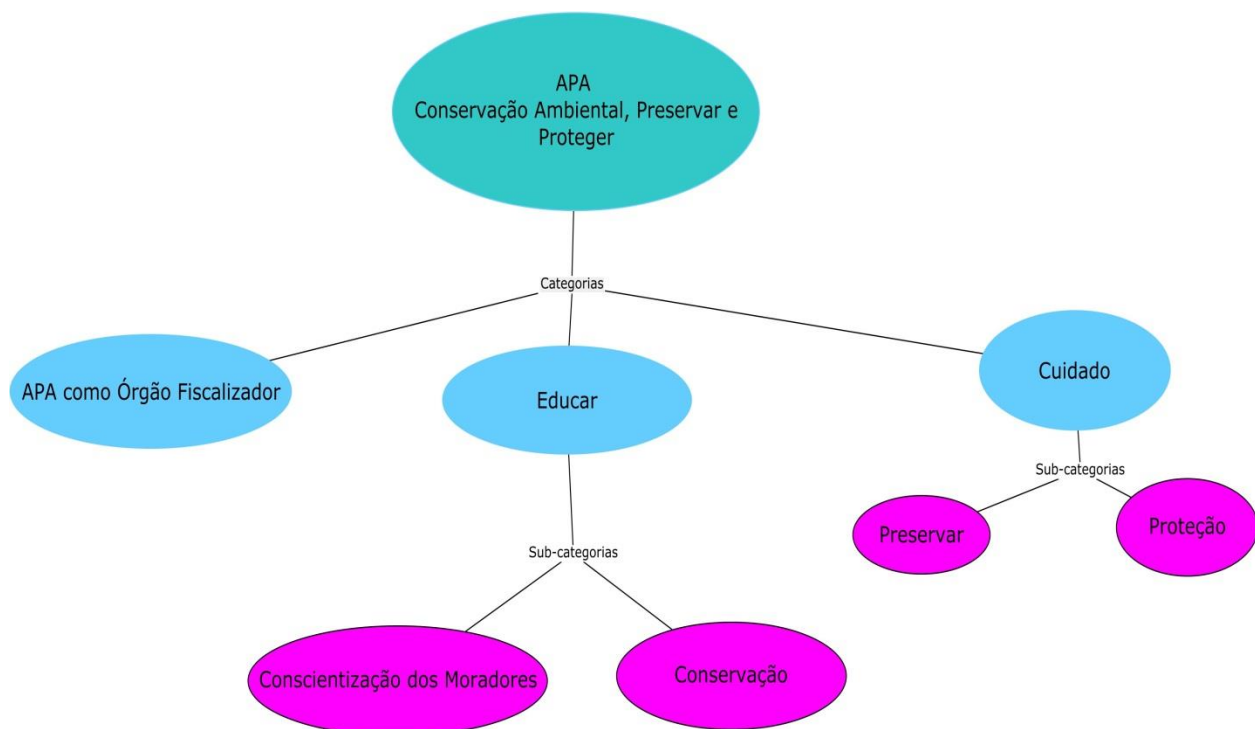 APA
Conservação Ambiental, Preservar e
Proteger
Categorias
APA como Órgão Fiscalizador
Educar
Cuidado
Sub-categorias
Preservar
Proteção
Sub-categorias
Conscientização dos Moradores
Conservação